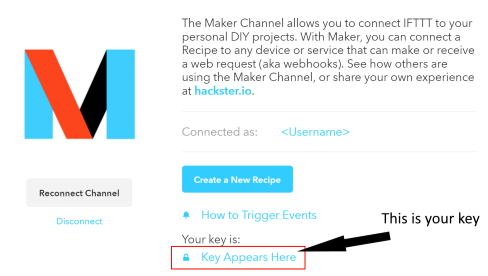 The Maker Channel allows you to connect IFTTT to your
personal DIY projects. With Maker, you can connect a
Recipe to any device or service that can make or receive
a web request (aka webhooks). See how others are
using the Maker Channel, or share your own experience
at hackster.io.
Connected as: <Username>
Reconnect Channel
Disconnect
Create a New Recipe
How to Trigger Events
This is your key
Your key is:
Key Appears Here